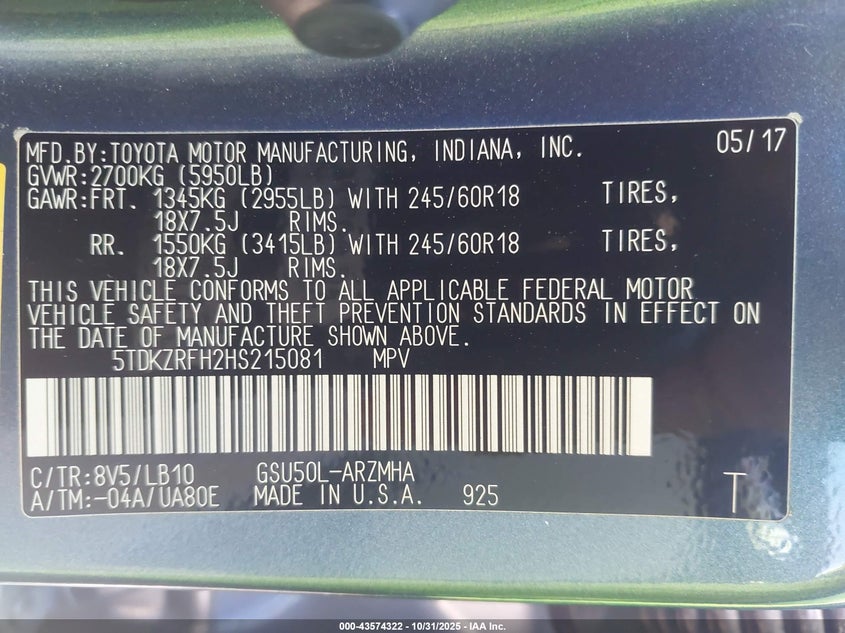 MFD.BY:TOYOTA MOTOR MANUFACTURING, INDIANA, INC. 05/17
GVWR:2700KG (5950LB)
GAWR:FRT. 1345KG (2955LB) WITH 245/60R18 TIRES,
18X7.5J RIMS.
RR. 1550KG (3415LB) WITH 245/60R18 TIRES,
18X7.5J RIMS.
THIS VEHICLE CONFORMS TO ALL APPLICABLE FEDERAL MOTOR
VEHICLE SAFETY AND THEFT PREVENTION STANDARDS IN EFFECT ON
THE DATE OF MANUFACTURE SHOWN ABOVE.
5TDKZRFH2HS215081 MPV
C/TR:8V5/LB10 GSU50L-ARZMHA
A/TM:-04A/UA80E MADE IN U.S.A. 925 T
000-43574322 - 10/31/2025 - IAA Inc.